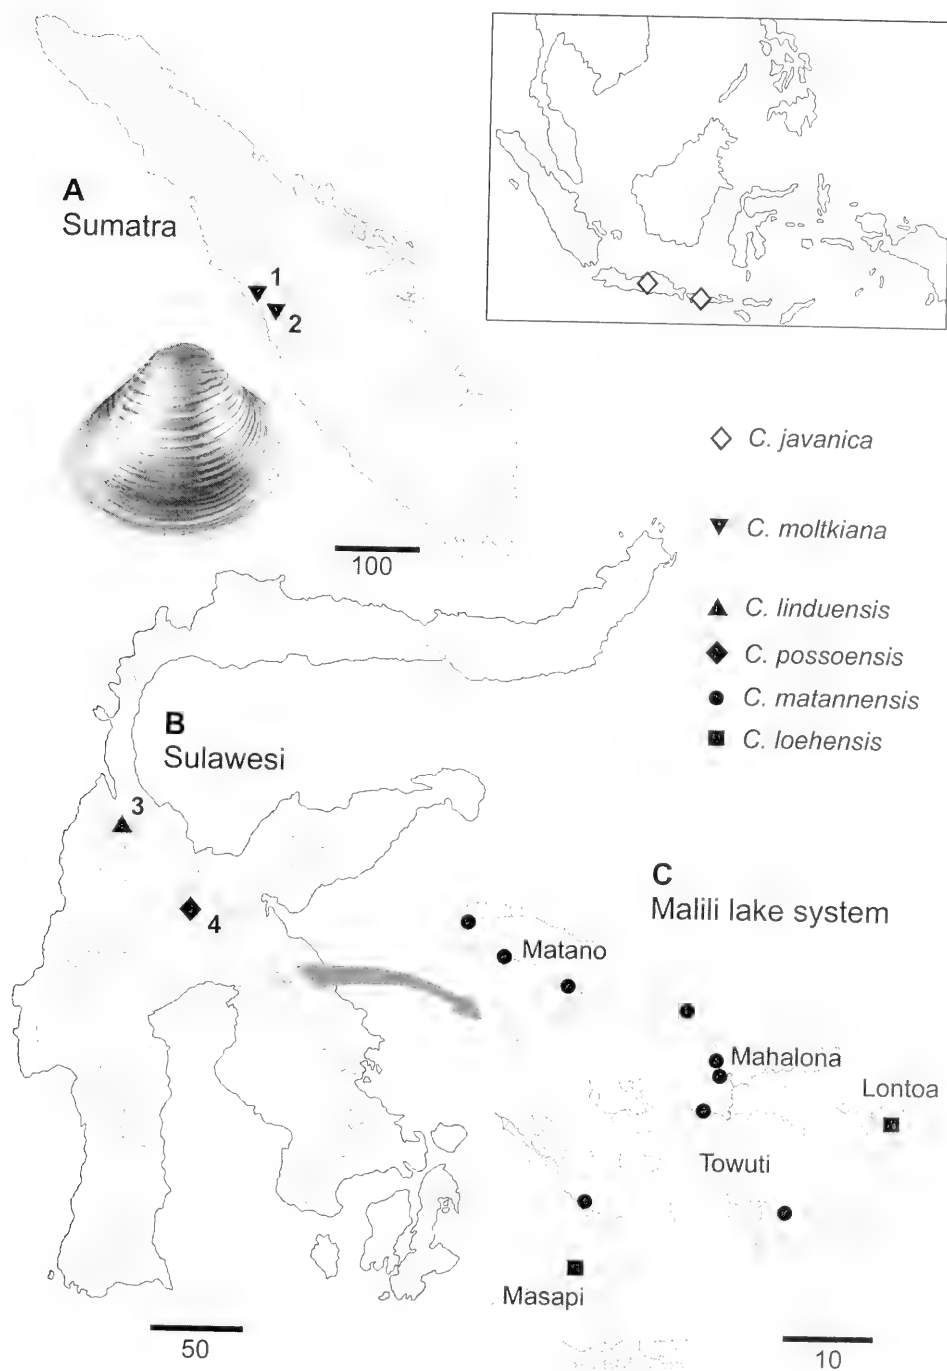 A
Sumatra
1
2
100
C. javanica
C. moltkiana
C. linduensis
C. possoensis
C. matannensis
C. loehensis
B
Sulawesi
3
4
50
C
Malili lake system
Matano
Mahalona
Lontoa
Towuti
Masapi
10